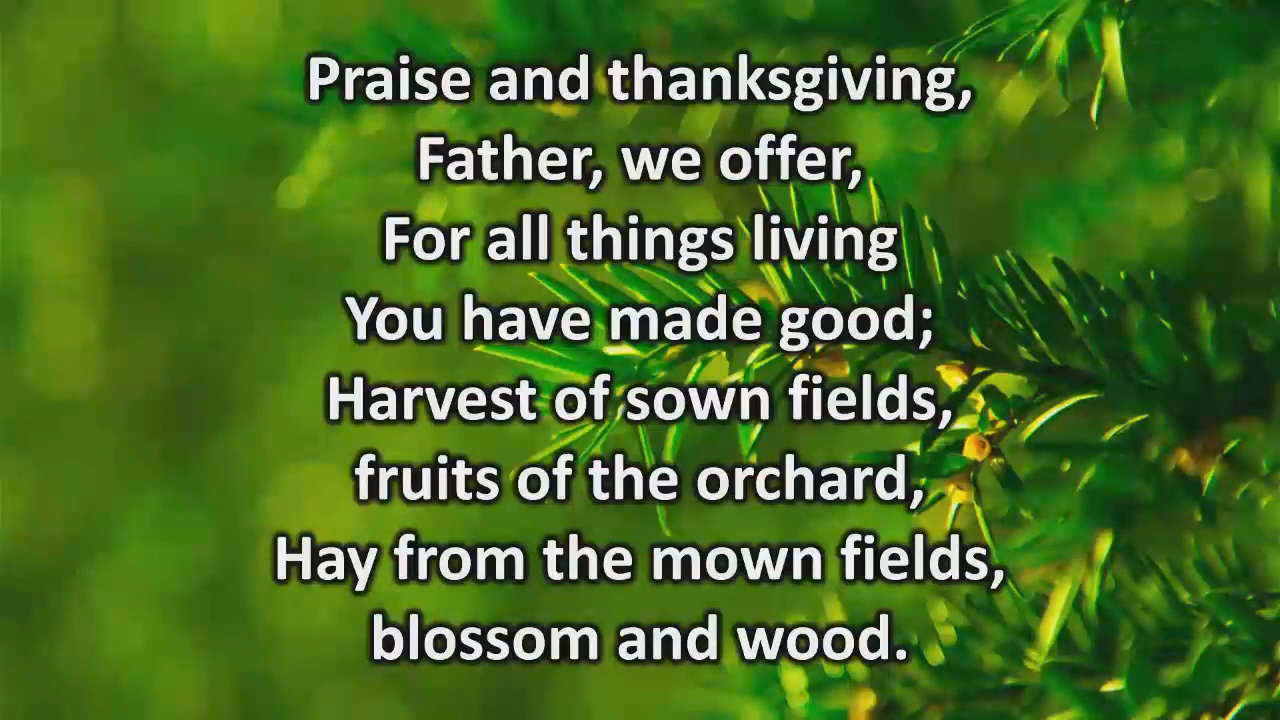 Praise and thanksgiving,
Father, we offer,
For all things living
You have made good;
Harvest of sown fields,
fruits of the orchard,
Hay from the mown fields,
blossom and wood.